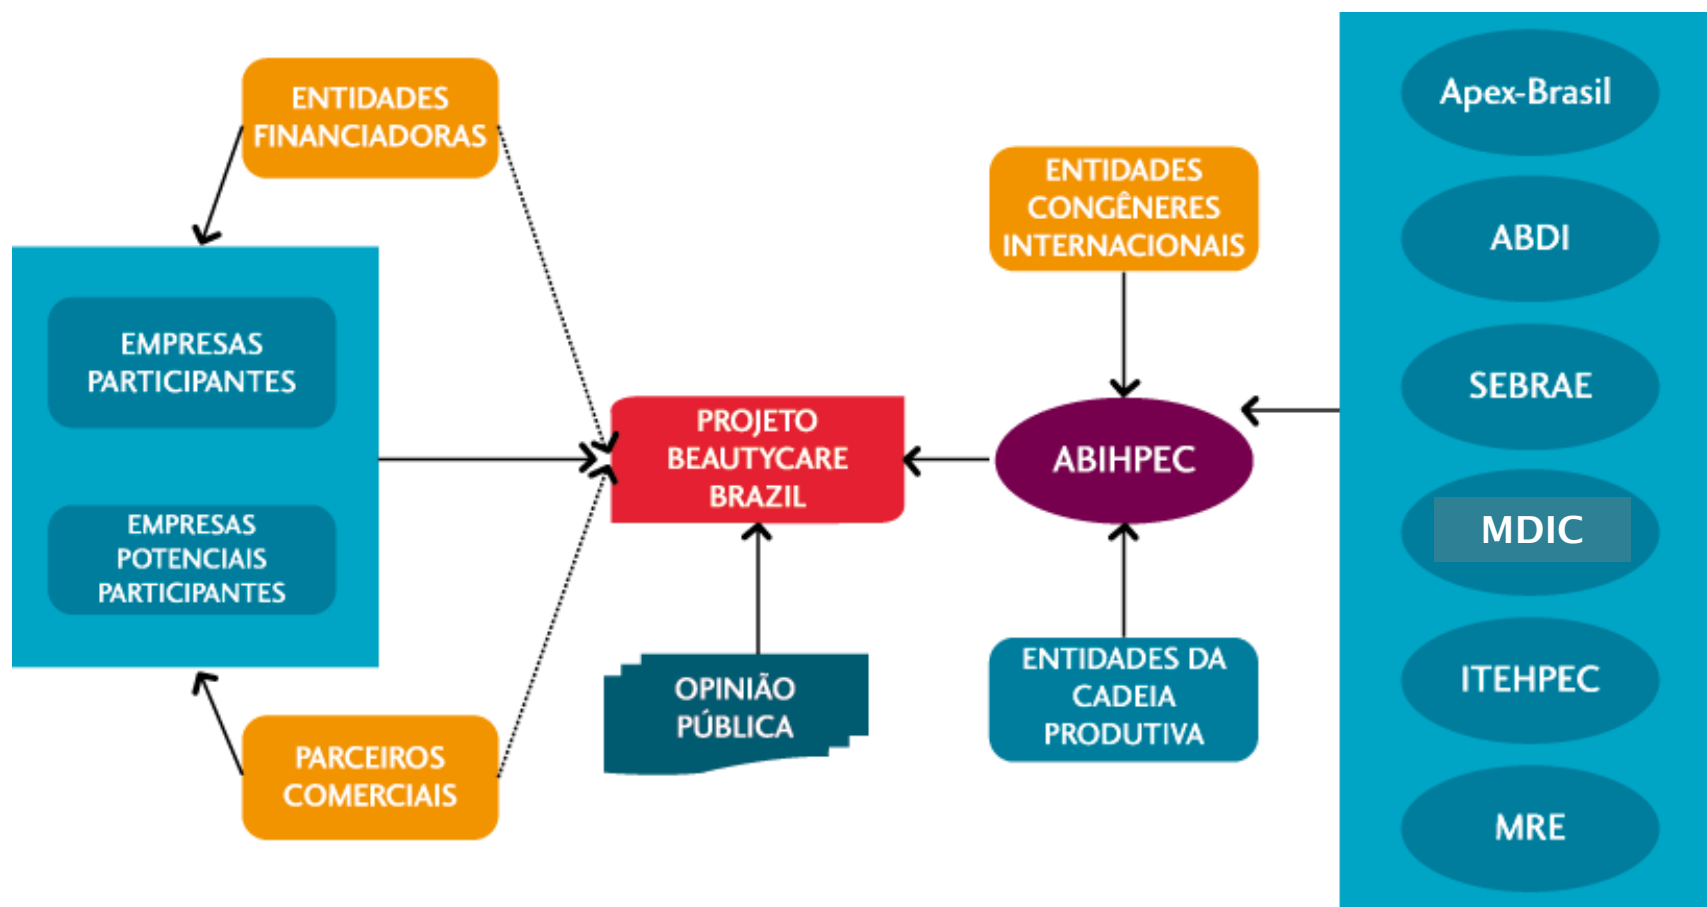 ENTIDADES
FINANCIADORAS
EMPRESAS
PARTICIPANTES
EMPRESAS
POTENCIAIS
PARTICIPANTES
PARCEIROS
COMERCIAIS
PROJETO
BEAUTYCARE
BRAZIL
OPINIÃO
PÚBLICA
ENTIDADES
CONGÊNERES
INTERNACIONAIS
ABIHPEC
ENTIDADES DA
CADEIA
PRODUTIVA
Apex-Brasil
ABDI
SEBRAE
MDIC
ITEHPEC
MRE